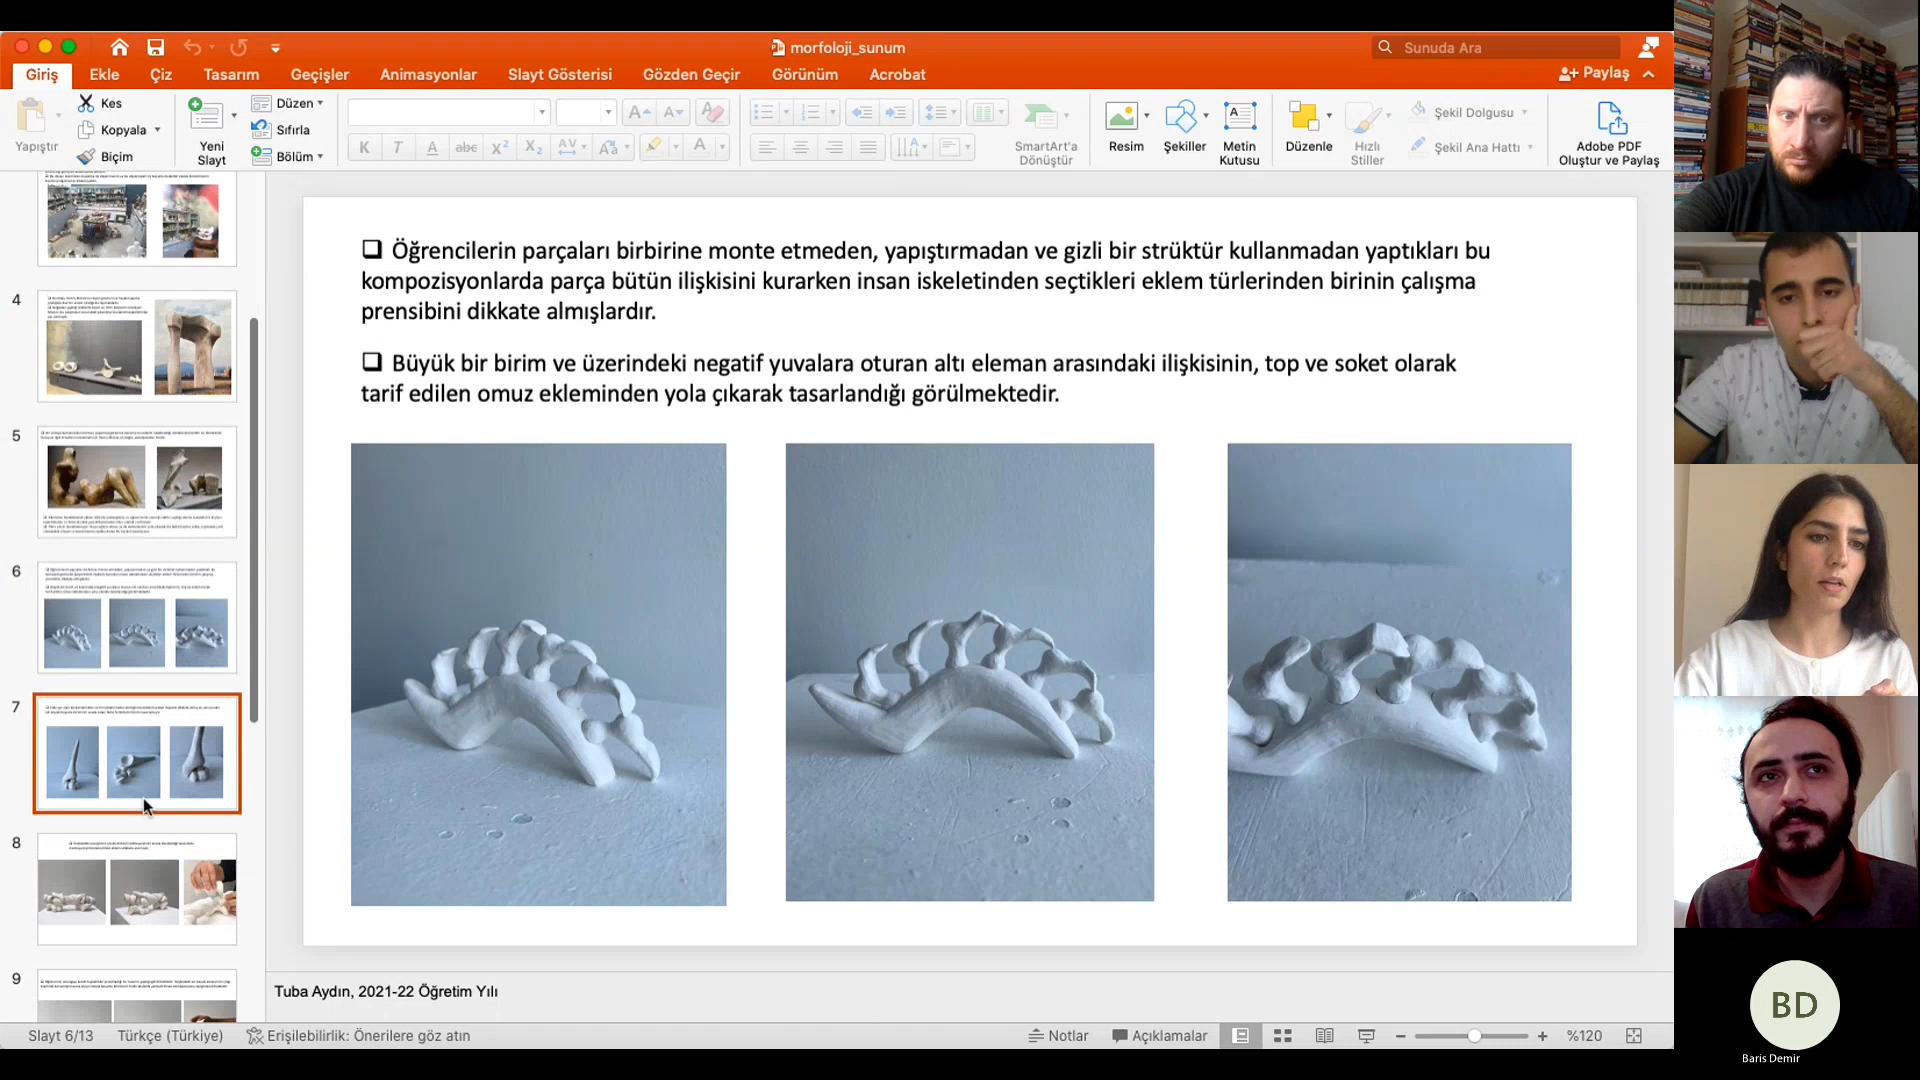 morfoloji_sunum
Sunuda Ara
Giriş Ekle Çiz Tasarım Geçişler Animasyonlar Slayt Gösterisi Gözden Geçir Görünüm Acrobat
Paylaş
Yapıştır
Kes
Kopyala
Biçim
Yeni
Slayt
Düzen
Sıfırla
Bölüm
K T A abc X² X₂ AV Aa A
SmartArt'a
Dönüştür
Resim
Şekiller
Metin
Kutusu
Düzenle
Hızlı
Stiller
Şekil Dolgusu
Şekil Ana Hattı
Adobe PDF
Oluştur ve Paylaş
4
5
6
7
8
9
Öğrencilerin parçaları birbirine monte etmeden, yapıştırmadan ve gizli bir strüktür kullanmadan yaptıkları bu
kompozisyonlarda parça bütün ilişkisini kurarken insan iskeletinden seçtikleri eklem türlerinden birinin çalışma
prensibini dikkate almışlardır.
Büyük bir birim ve üzerindeki negatif yuvalara oturan altı eleman arasındaki ilişkisinin, top ve soket olarak
tarif edilen omuz ekleminden yola çıkarak tasarlandığı görülmektedir.
Tuba Aydın, 2021-22 Öğretim Yılı
Slayt 6/13 Türkçe (Türkiye) Erişilebilirlik: Önerilere göz atın Notlar Açıklamalar %120
BD
Baris Demir